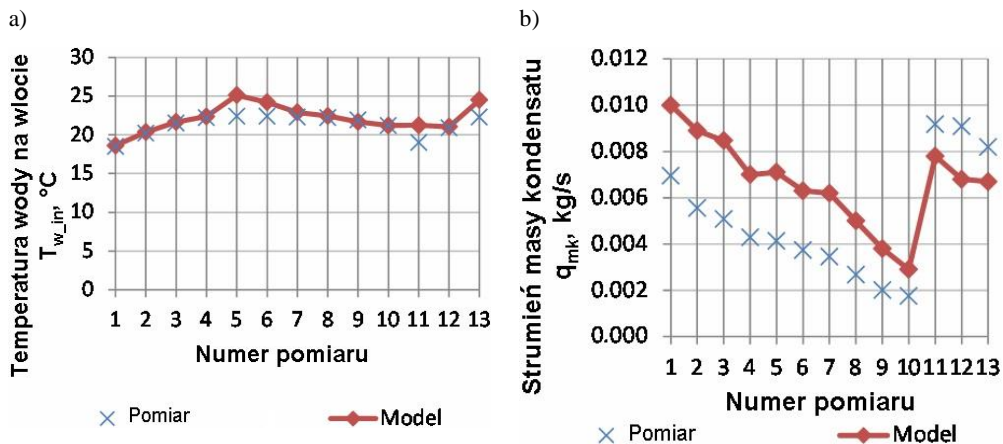 a)
Temperatura wody na wlocie
T_w_in, °C
30
25
20
15
10
5
0
1 2 3 4 5 6 7 8 9 10 11 12 13
Numer pomiaru
Pomiar
Model
b)
Strumień masy kondensatu
qmk, kg/s
0.012
0.010
0.008
0.006
0.004
0.002
0.000
1 2 3 4 5 6 7 8 9 10 11 12 13
Numer pomiaru
Pomiar
Model